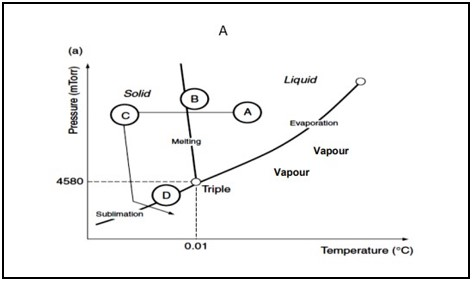 A
(a)
Pressure (mTorr)
Solid
Liquid
B
C
A
Evaporation
Melting
Vapour
Vapour
4580
Triple
D
Sublimation
0.01
Temperature (°C)